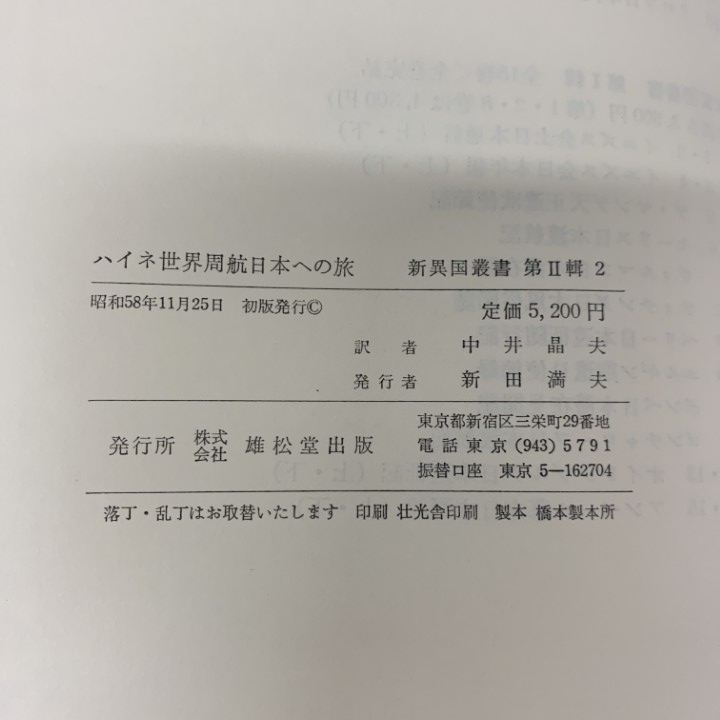 ハイネ世界周航日本への旅 新異国叢書 第Ⅱ輯 2
昭和58年11月25日 初版発行© 定価5,200円
訳者 中井晶夫
発行者 新田満夫
発行所 株式会社 雄松堂出版
東京都新宿区三栄町29番地
電話東京(943)5791
振替口座 東京5-162704
落丁・乱丁はお取替いたします 印刷 壮光舎印刷 製本 橋本製本所